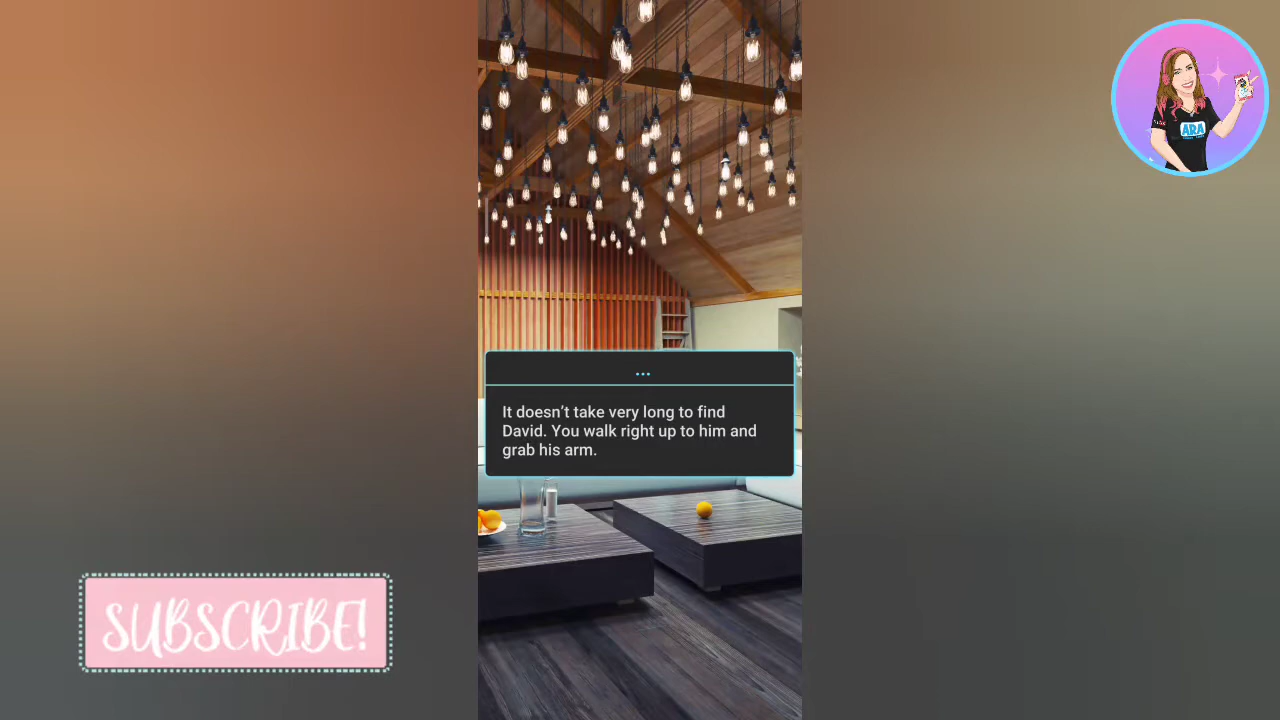 ARA
...
It doesn't take very long to find
David. You walk right up to him and
grab his arm.
SUBSCRIBE!